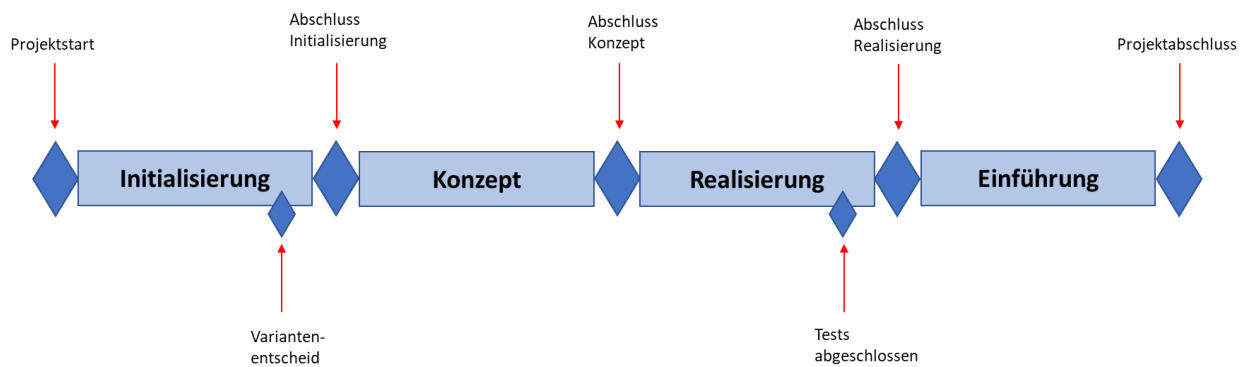 Projektstart
Abschluss
Initialisierung
Abschluss
Konzept
Abschluss
Realisierung
Projektabschluss
Initialisierung
Konzept
Realisierung
Einführung
Varianten-
entscheid
Tests
abgeschlossen